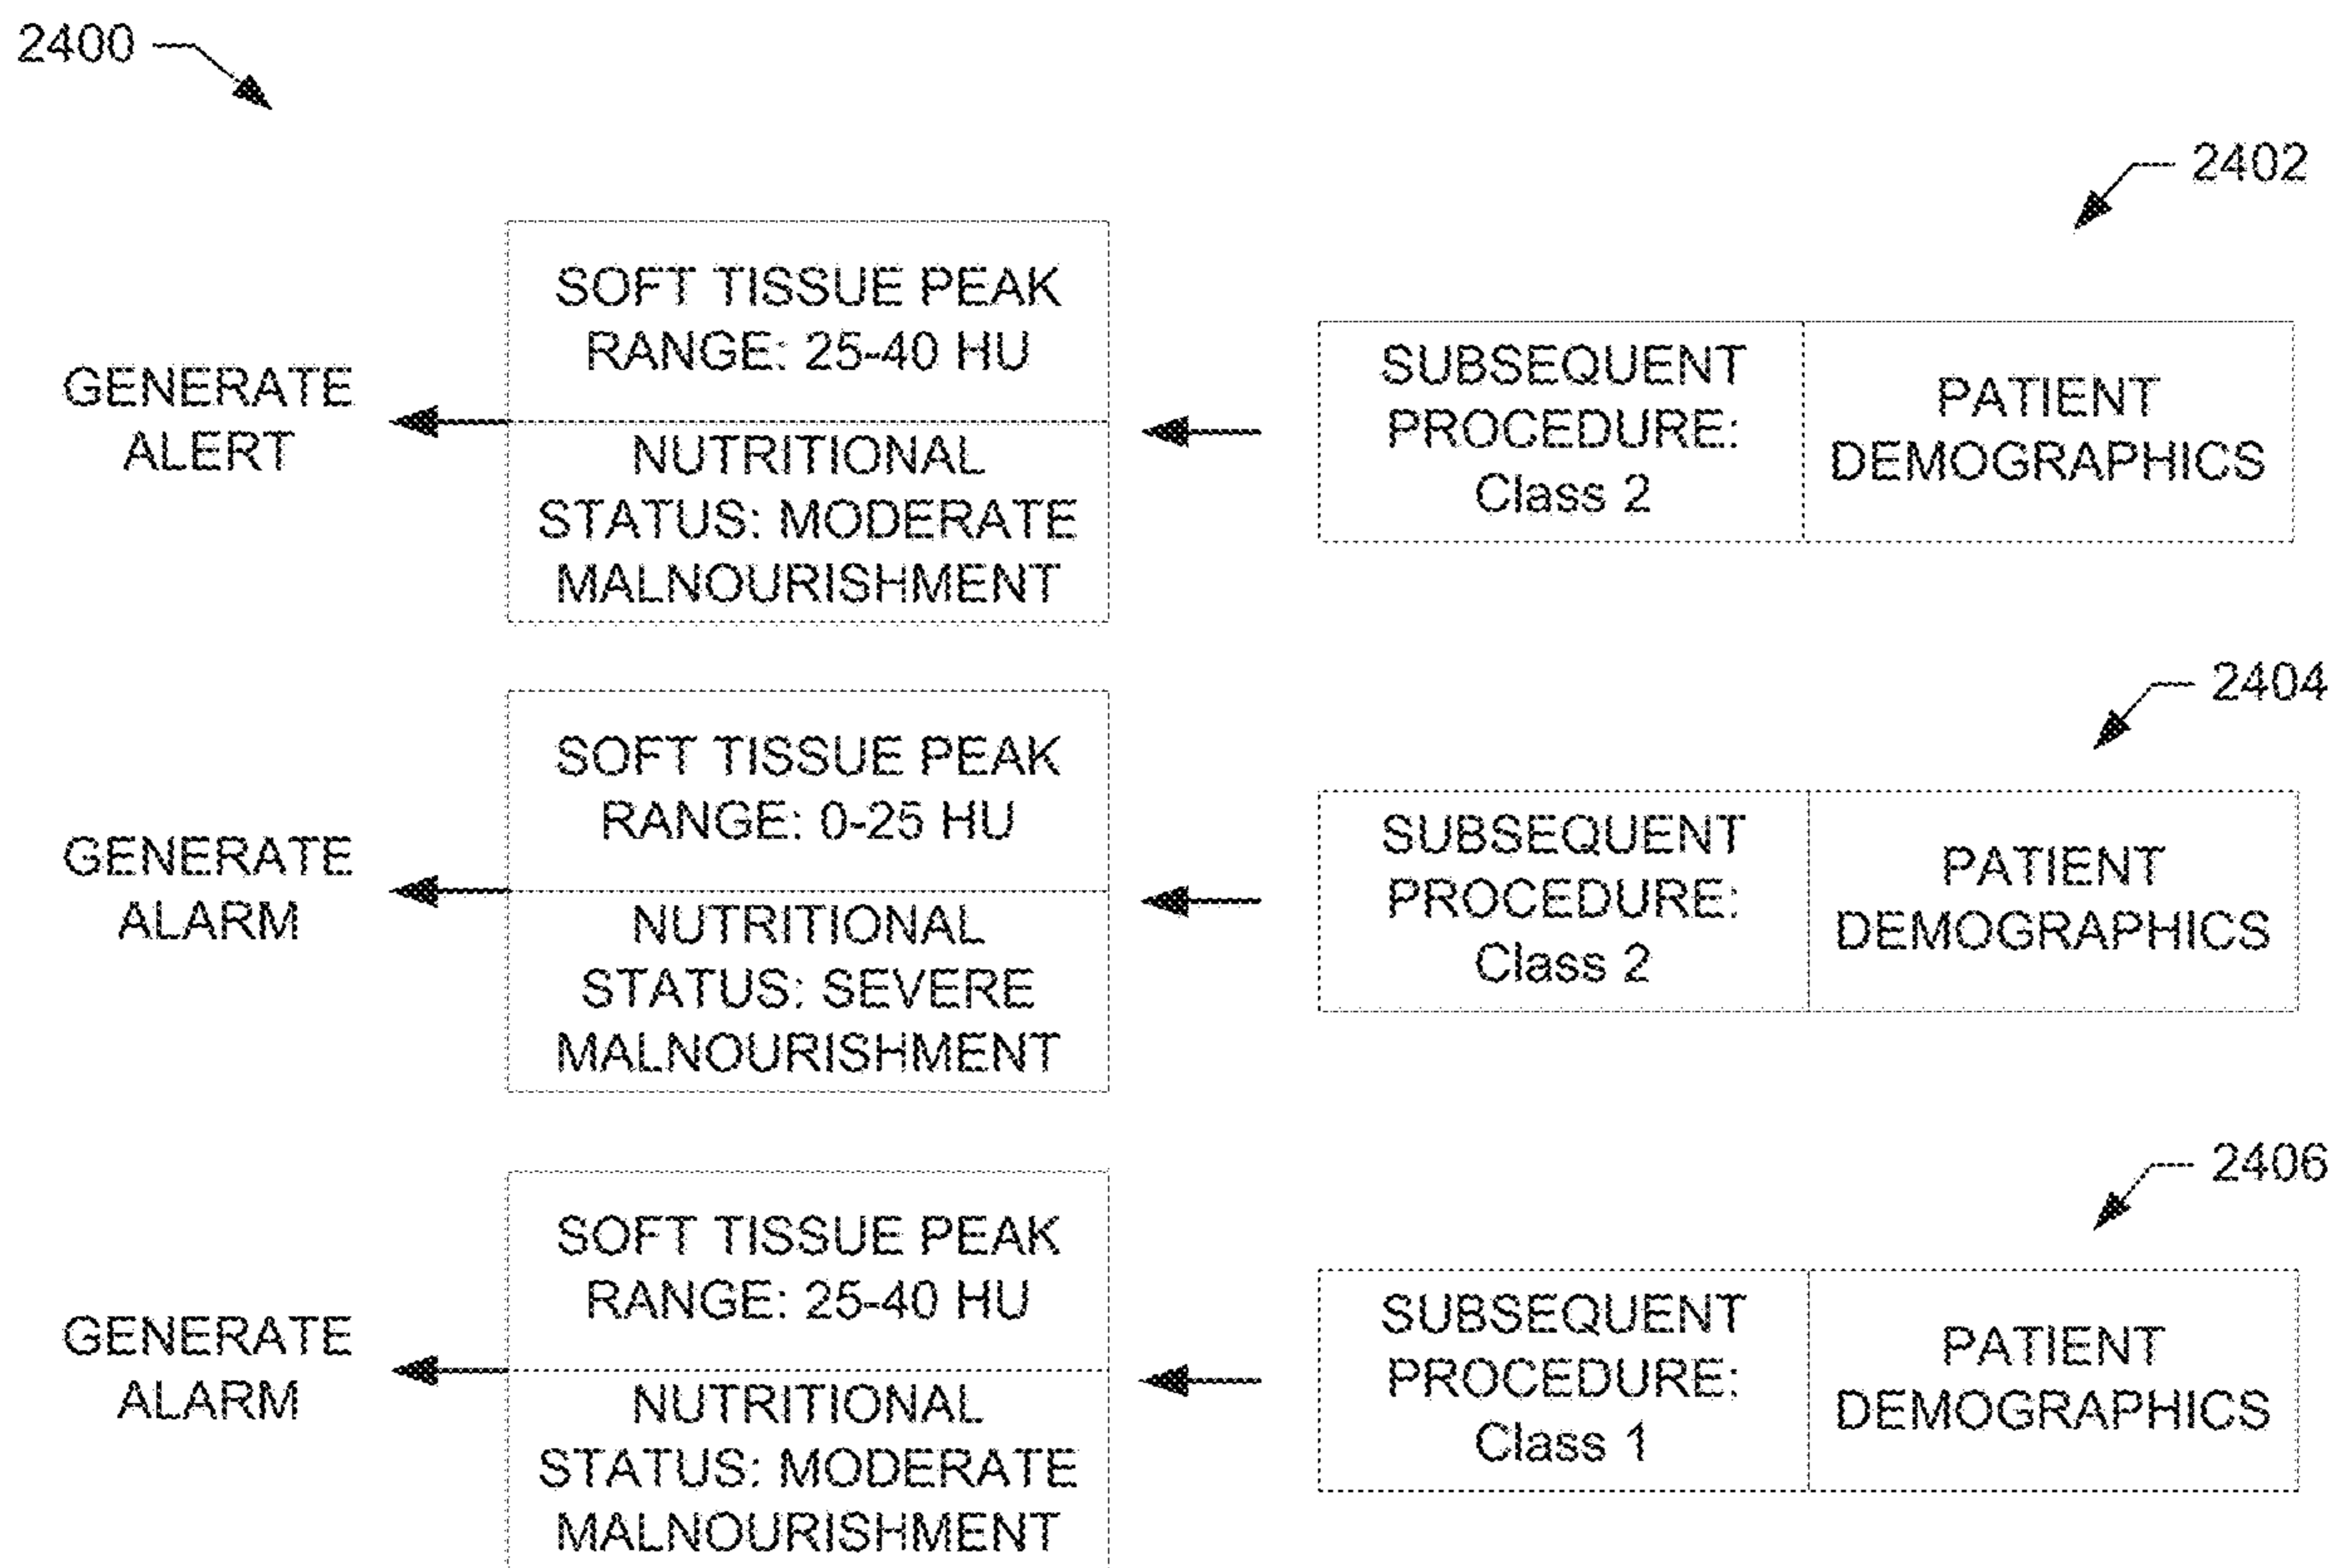 2400
2402
SOFT TISSUE PEAK
RANGE: 25-40 HU
NUTRITIONAL
STATUS: MODERATE
MALNOURISHMENT
GENERATE
ALERT
SUBSEQUENT
PROCEDURE:
Class 2
PATIENT
DEMOGRAPHICS
2404
SOFT TISSUE PEAK
RANGE: 0-25 HU
NUTRITIONAL
STATUS: SEVERE
MALNOURISHMENT
GENERATE
ALARM
SUBSEQUENT
PROCEDURE:
Class 2
PATIENT
DEMOGRAPHICS
2406
SOFT TISSUE PEAK
RANGE: 25-40 HU
NUTRITIONAL
STATUS: MODERATE
MALNOURISHMENT
GENERATE
ALARM
SUBSEQUENT
PROCEDURE:
Class 1
PATIENT
DEMOGRAPHICS